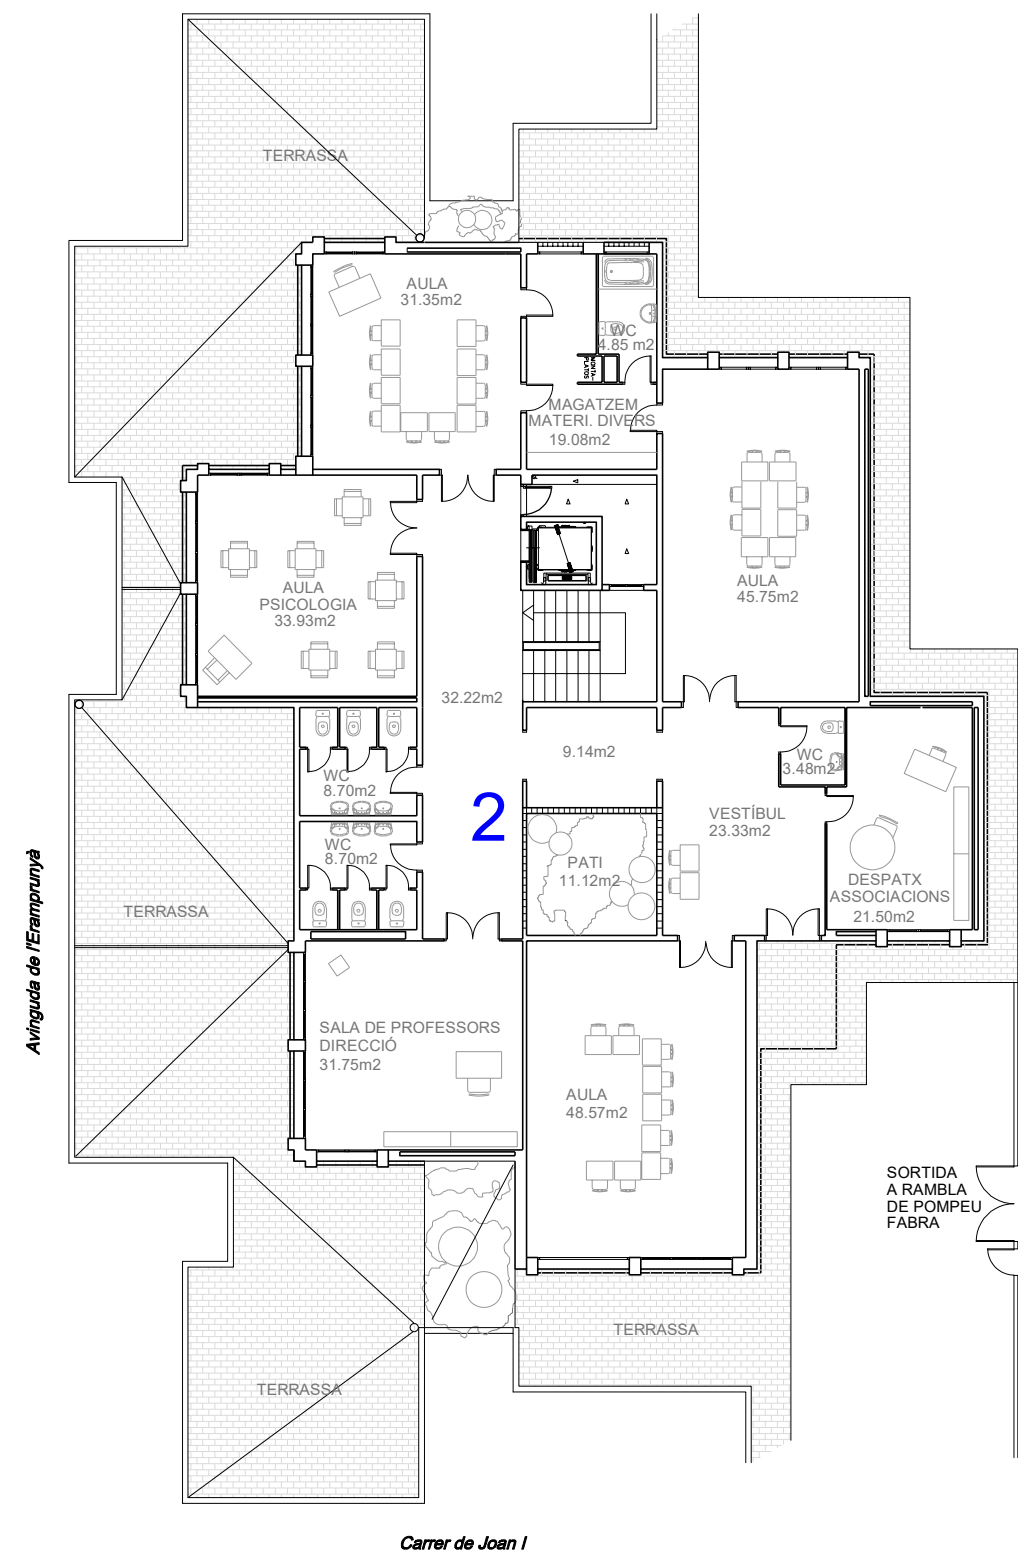 TERRASSA
AULA
31.35m2
WC
4.85 m2
MONTA-
PLATOS
MAGATZEM
MATERI. DIVERS
19.08m2
AULA
PSICOLOGIA
33.93m2
AULA
45.75m2
32.22m2
9.14m2
WC
3.48m2
WC
8.70m2
2
VESTÍBUL
23.33m2
WC
8.70m2
PATI
11.12m2
DESPATX
ASSOCIACIONS
21.50m2
TERRASSA
Avinguda de l'Eramprunyà
SALA DE PROFESSORS
DIRECCIÓ
31.75m2
AULA
48.57m2
SORTIDA
A RAMBLA
DE POMPEU
FABRA
TERRASSA
TERRASSA
Carrer de Joan I